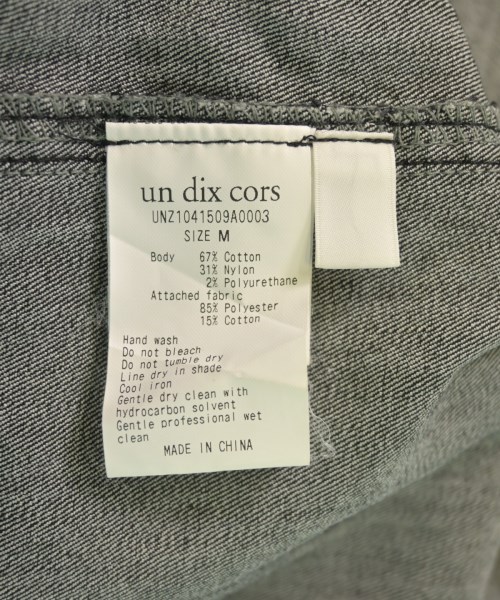 un dix cors
UNZ1041509A0003
SIZE M
Body 67% Cotton
31% Nylon
2% Polyurethane
Attached fabric
85% Polyester
15% Cotton
Hand wash
Do not bleach
Do not tumble dry
Line dry in shade
Cool iron
Gentle dry clean with
hydrocarbon solvent
Gentle professional wet
clean
MADE IN CHINA